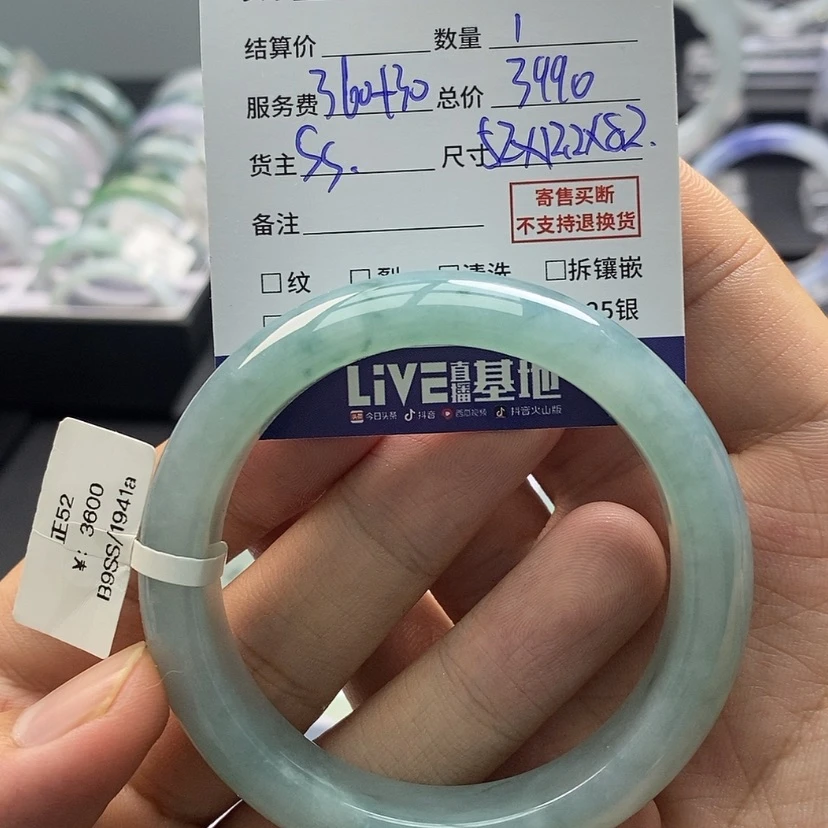 结算价 数量 1
服务费 360+30 总价 3990
货主 SS. 尺寸 52x12.2x8.2.
寄售买断
备注 不支持退换货
□纹 □裂 □清洗 □拆镶嵌
25银
LiVE直播基地
今日头条 抖音 西瓜视频 抖音火山版
正52
¥: 3600
B9SS/1941a